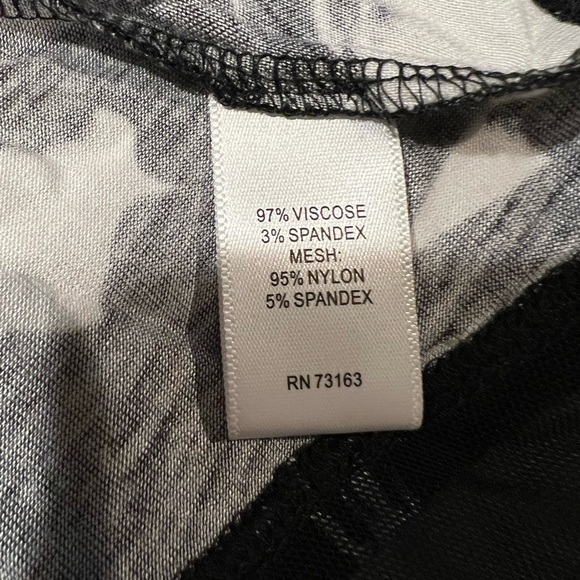 97% VISCOSE
3% SPANDEX
MESH:
95% NYLON
5% SPANDEX
RN 73163